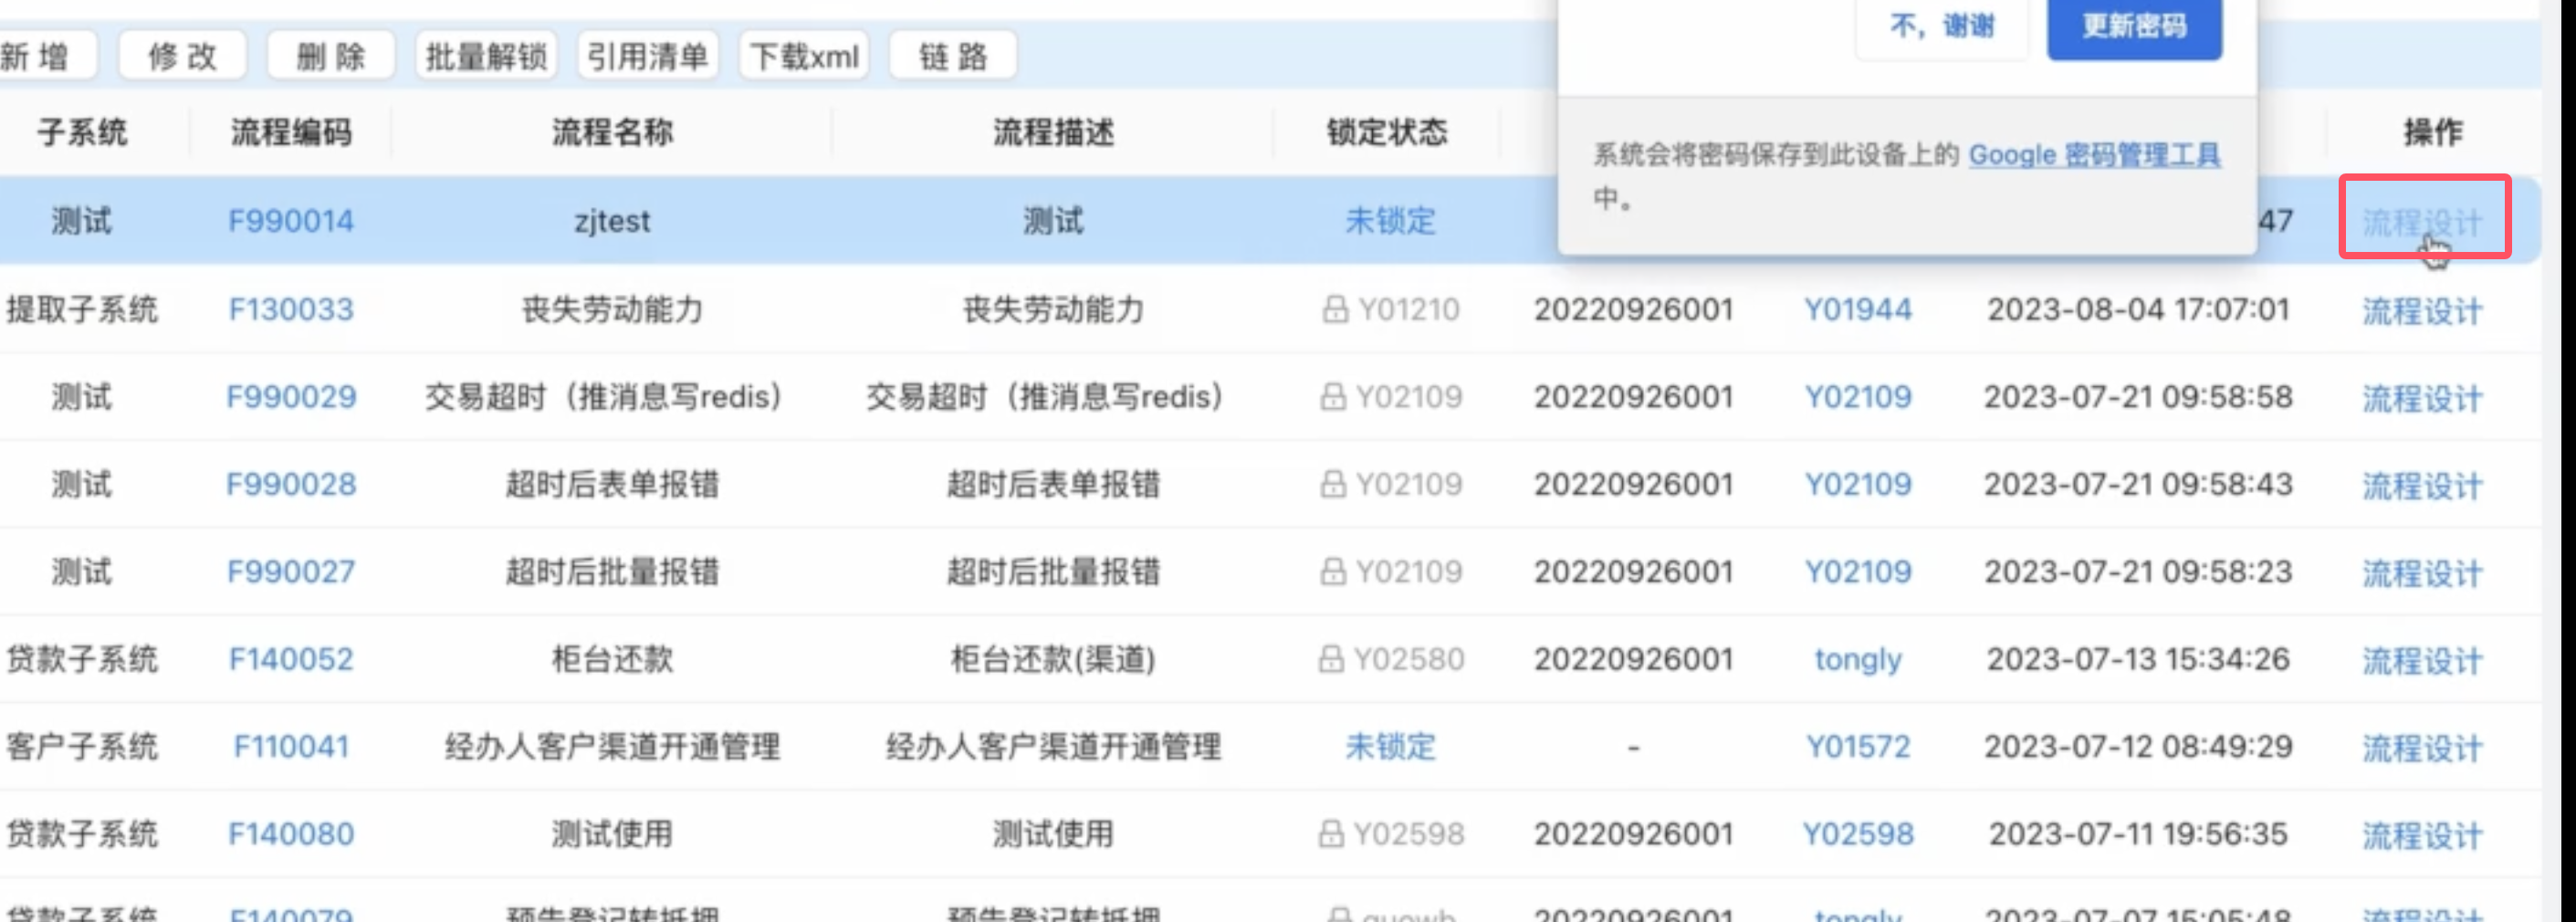 不，谢谢 更新密码
新 增 修 改 删 除 批量解锁 引用清单 下载xml 链 路
子系统 流程编码 流程名称 流程描述 锁定状态 操作
系统会将密码保存到此设备上的 Google 密码管理工具
中。
测试 F990014 zjtest 测试 未锁定 47 流程设计
提取子系统 F130033 丧失劳动能力 丧失劳动能力 Y01210 20220926001 Y01944 2023-08-04 17:07:01 流程设计
测试 F990029 交易超时（推消息写redis） 交易超时（推消息写redis） Y02109 20220926001 Y02109 2023-07-21 09:58:58 流程设计
测试 F990028 超时后表单报错 超时后表单报错 Y02109 20220926001 Y02109 2023-07-21 09:58:43 流程设计
测试 F990027 超时后批量报错 超时后批量报错 Y02109 20220926001 Y02109 2023-07-21 09:58:23 流程设计
贷款子系统 F140052 柜台还款 柜台还款(渠道) Y02580 20220926001 tongly 2023-07-13 15:34:26 流程设计
客户子系统 F110041 经办人客户渠道开通管理 经办人客户渠道开通管理 未锁定 - Y01572 2023-07-12 08:49:29 流程设计
贷款子系统 F140080 测试使用 测试使用 Y02598 20220926001 Y02598 2023-07-11 19:56:35 流程设计
贷款子系统 F140079 预告登记转抵押 预告登记转抵押 20220926001 tongly 2023-07-07 15:05:48 流程设计